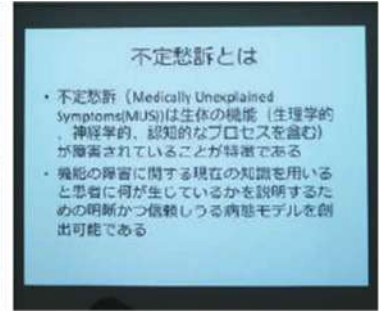 不定愁訴とは
・不定愁訴（Medically Unexplained
Symptoms(MUS)は生体の機能（生理学的
、神経学的、認知的なプロセスを含む）
が障害されていることが特徴である
・機能の障害に関する現在の知識を用いる
と患者に何が生じているかを説明するた
めの明晰かつ信頼しうる病態モデルを創
出可能である